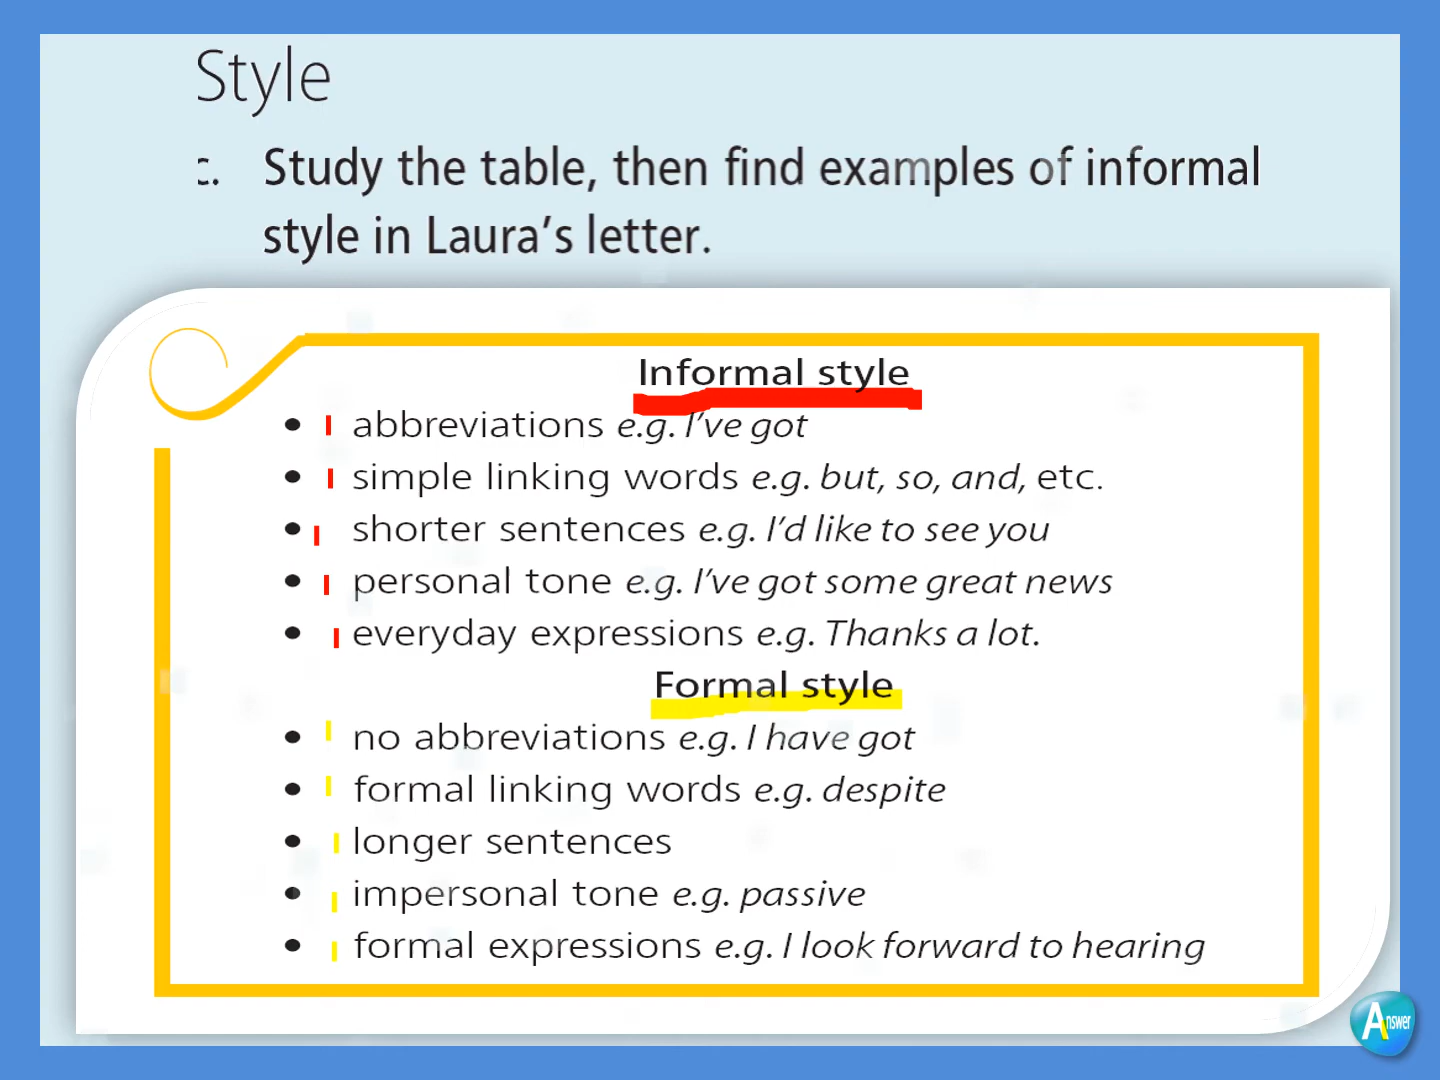 Style
c. Study the table, then find examples of informal
style in Laura's letter.
Informal style
• abbreviations e.g. I've got
• simple linking words e.g. but, so, and, etc.
• shorter sentences e.g. I'd like to see you
• personal tone e.g. I've got some great news
• everyday expressions e.g. Thanks a lot.
Formal style
• no abbreviations e.g. I have got
• formal linking words e.g. despite
• longer sentences
• impersonal tone e.g. passive
• formal expressions e.g. I look forward to hearing
Answer